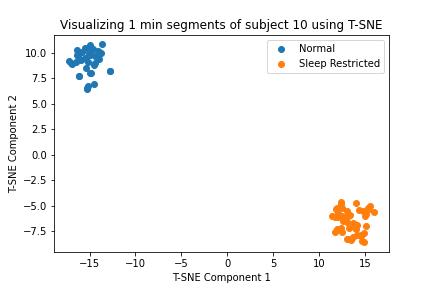 Visualizing 1 min segments of subject 10 using T-SNE
Normal
Sleep Restricted
T-SNE Component 2
10.0
7.5
5.0
2.5
0.0
−2.5
−5.0
−7.5
−15 −10 −5 0 5 10 15
T-SNE Component 1